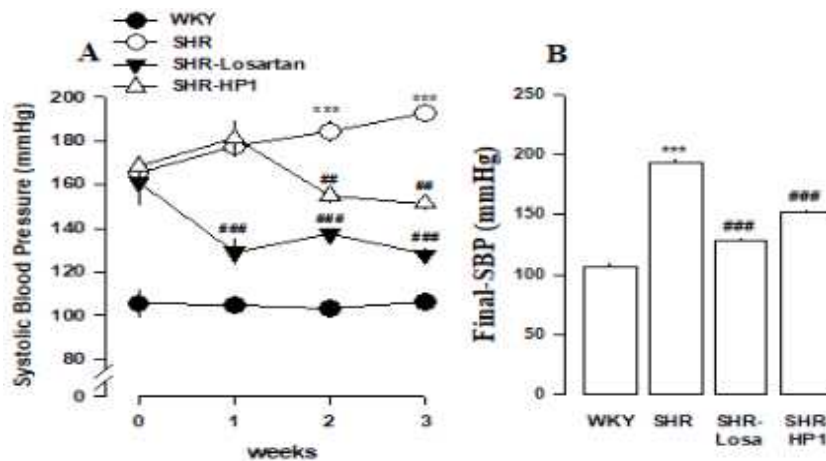 WKY
SHR
SHR-Losartan
SHR-HP1
A
B
Systolic Blood Pressure (mmHg)
200
180
160
140
120
100
80
0
***
***
##
##
###
###
###
0 1 2 3
weeks
Final-SBP (mmHg)
250
200
150
100
50
0
***
###
###
WKY SHR SHR- SHR-
Losa HP1